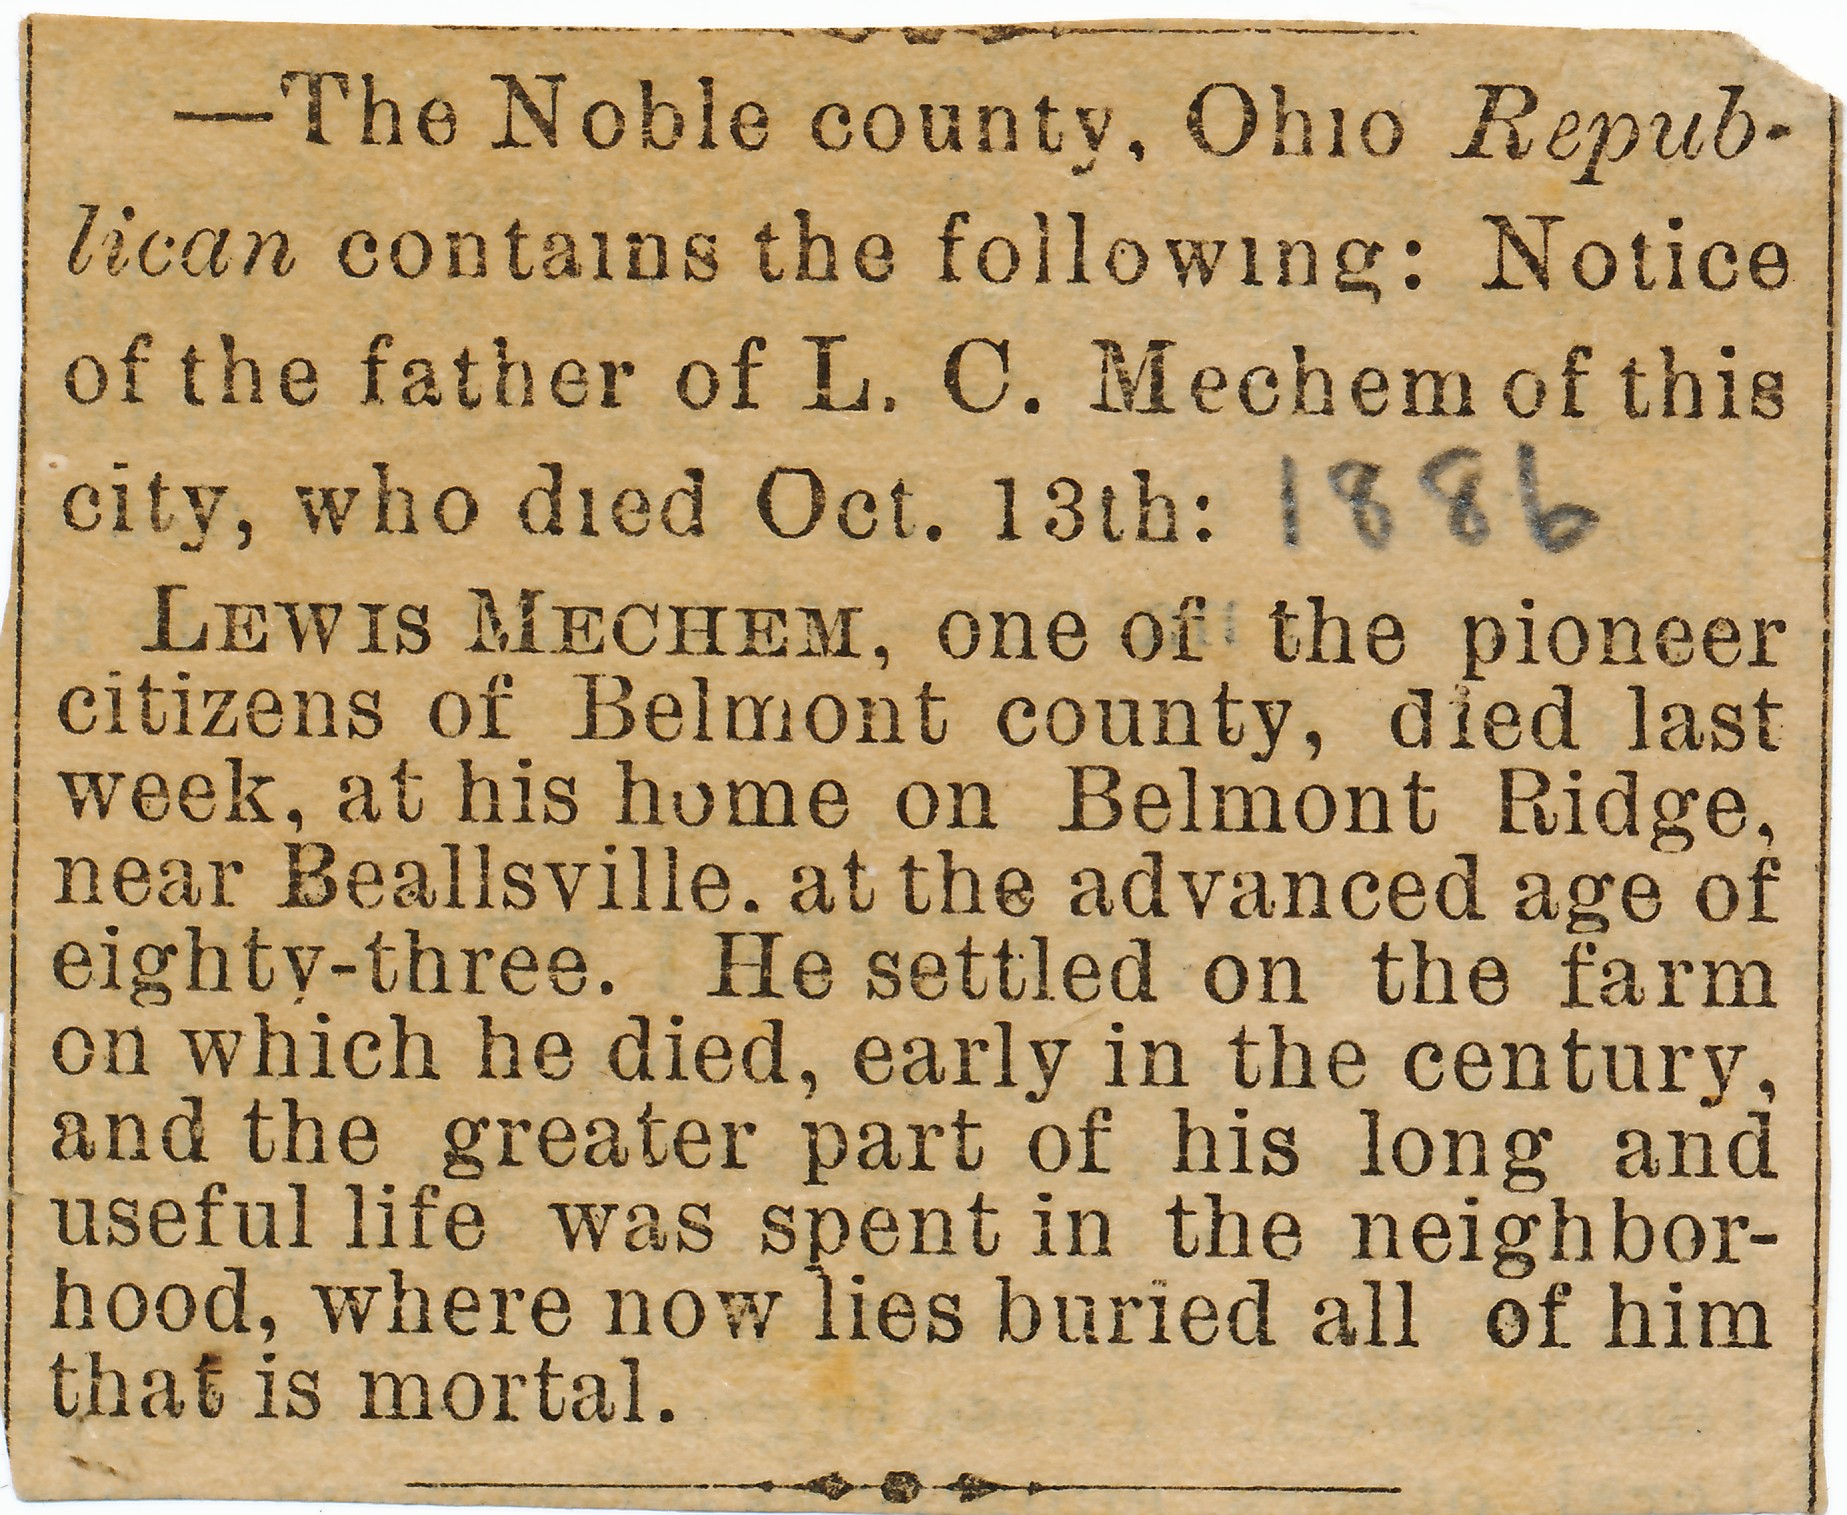 —The Noble county, Ohio Repub-
lican contains the following: Notice
of the father of L. C. Mechem of this
city, who died Oct. 13th: 1886
LEWIS MECHEM, one of the pioneer
citizens of Belmont county, died last
week, at his home on Belmont Ridge,
near Beallsville. at the advanced age of
eighty-three. He settled on the farm
on which he died, early in the century,
and the greater part of his long and
useful life was spent in the neighbor-
hood, where now lies buried all of him
that is mortal.